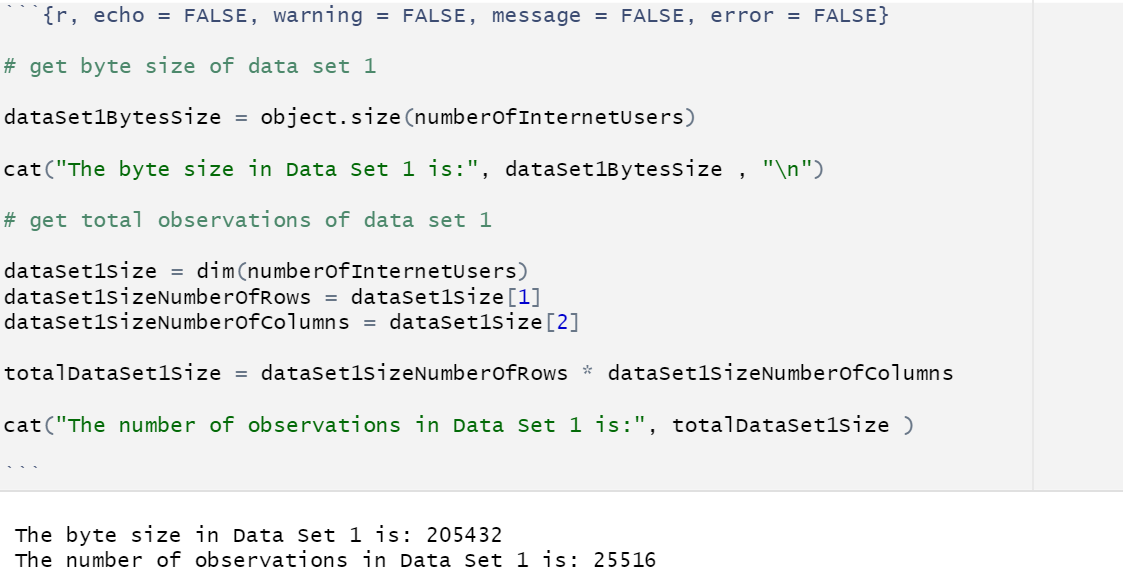 ```{r, echo = FALSE, warning = FALSE, message = FALSE, error = FALSE}
# get byte size of data set 1
dataSet1BytesSize = object.size(numberOfInternetUsers)
cat("The byte size in Data Set 1 is:", dataSet1BytesSize , "\n")
# get total observations of data set 1
dataSet1Size = dim(numberOfInternetUsers)
dataSet1SizeNumberOfRows = dataSet1Size[1]
dataSet1SizeNumberOfColumns = dataSet1Size[2]
totalDataSet1Size = dataSet1SizeNumberOfRows * dataSet1SizeNumberOfColumns
cat("The number of observations in Data Set 1 is:", totalDataSet1Size )
```
The byte size in Data Set 1 is: 205432
The number of observations in Data Set 1 is: 25516